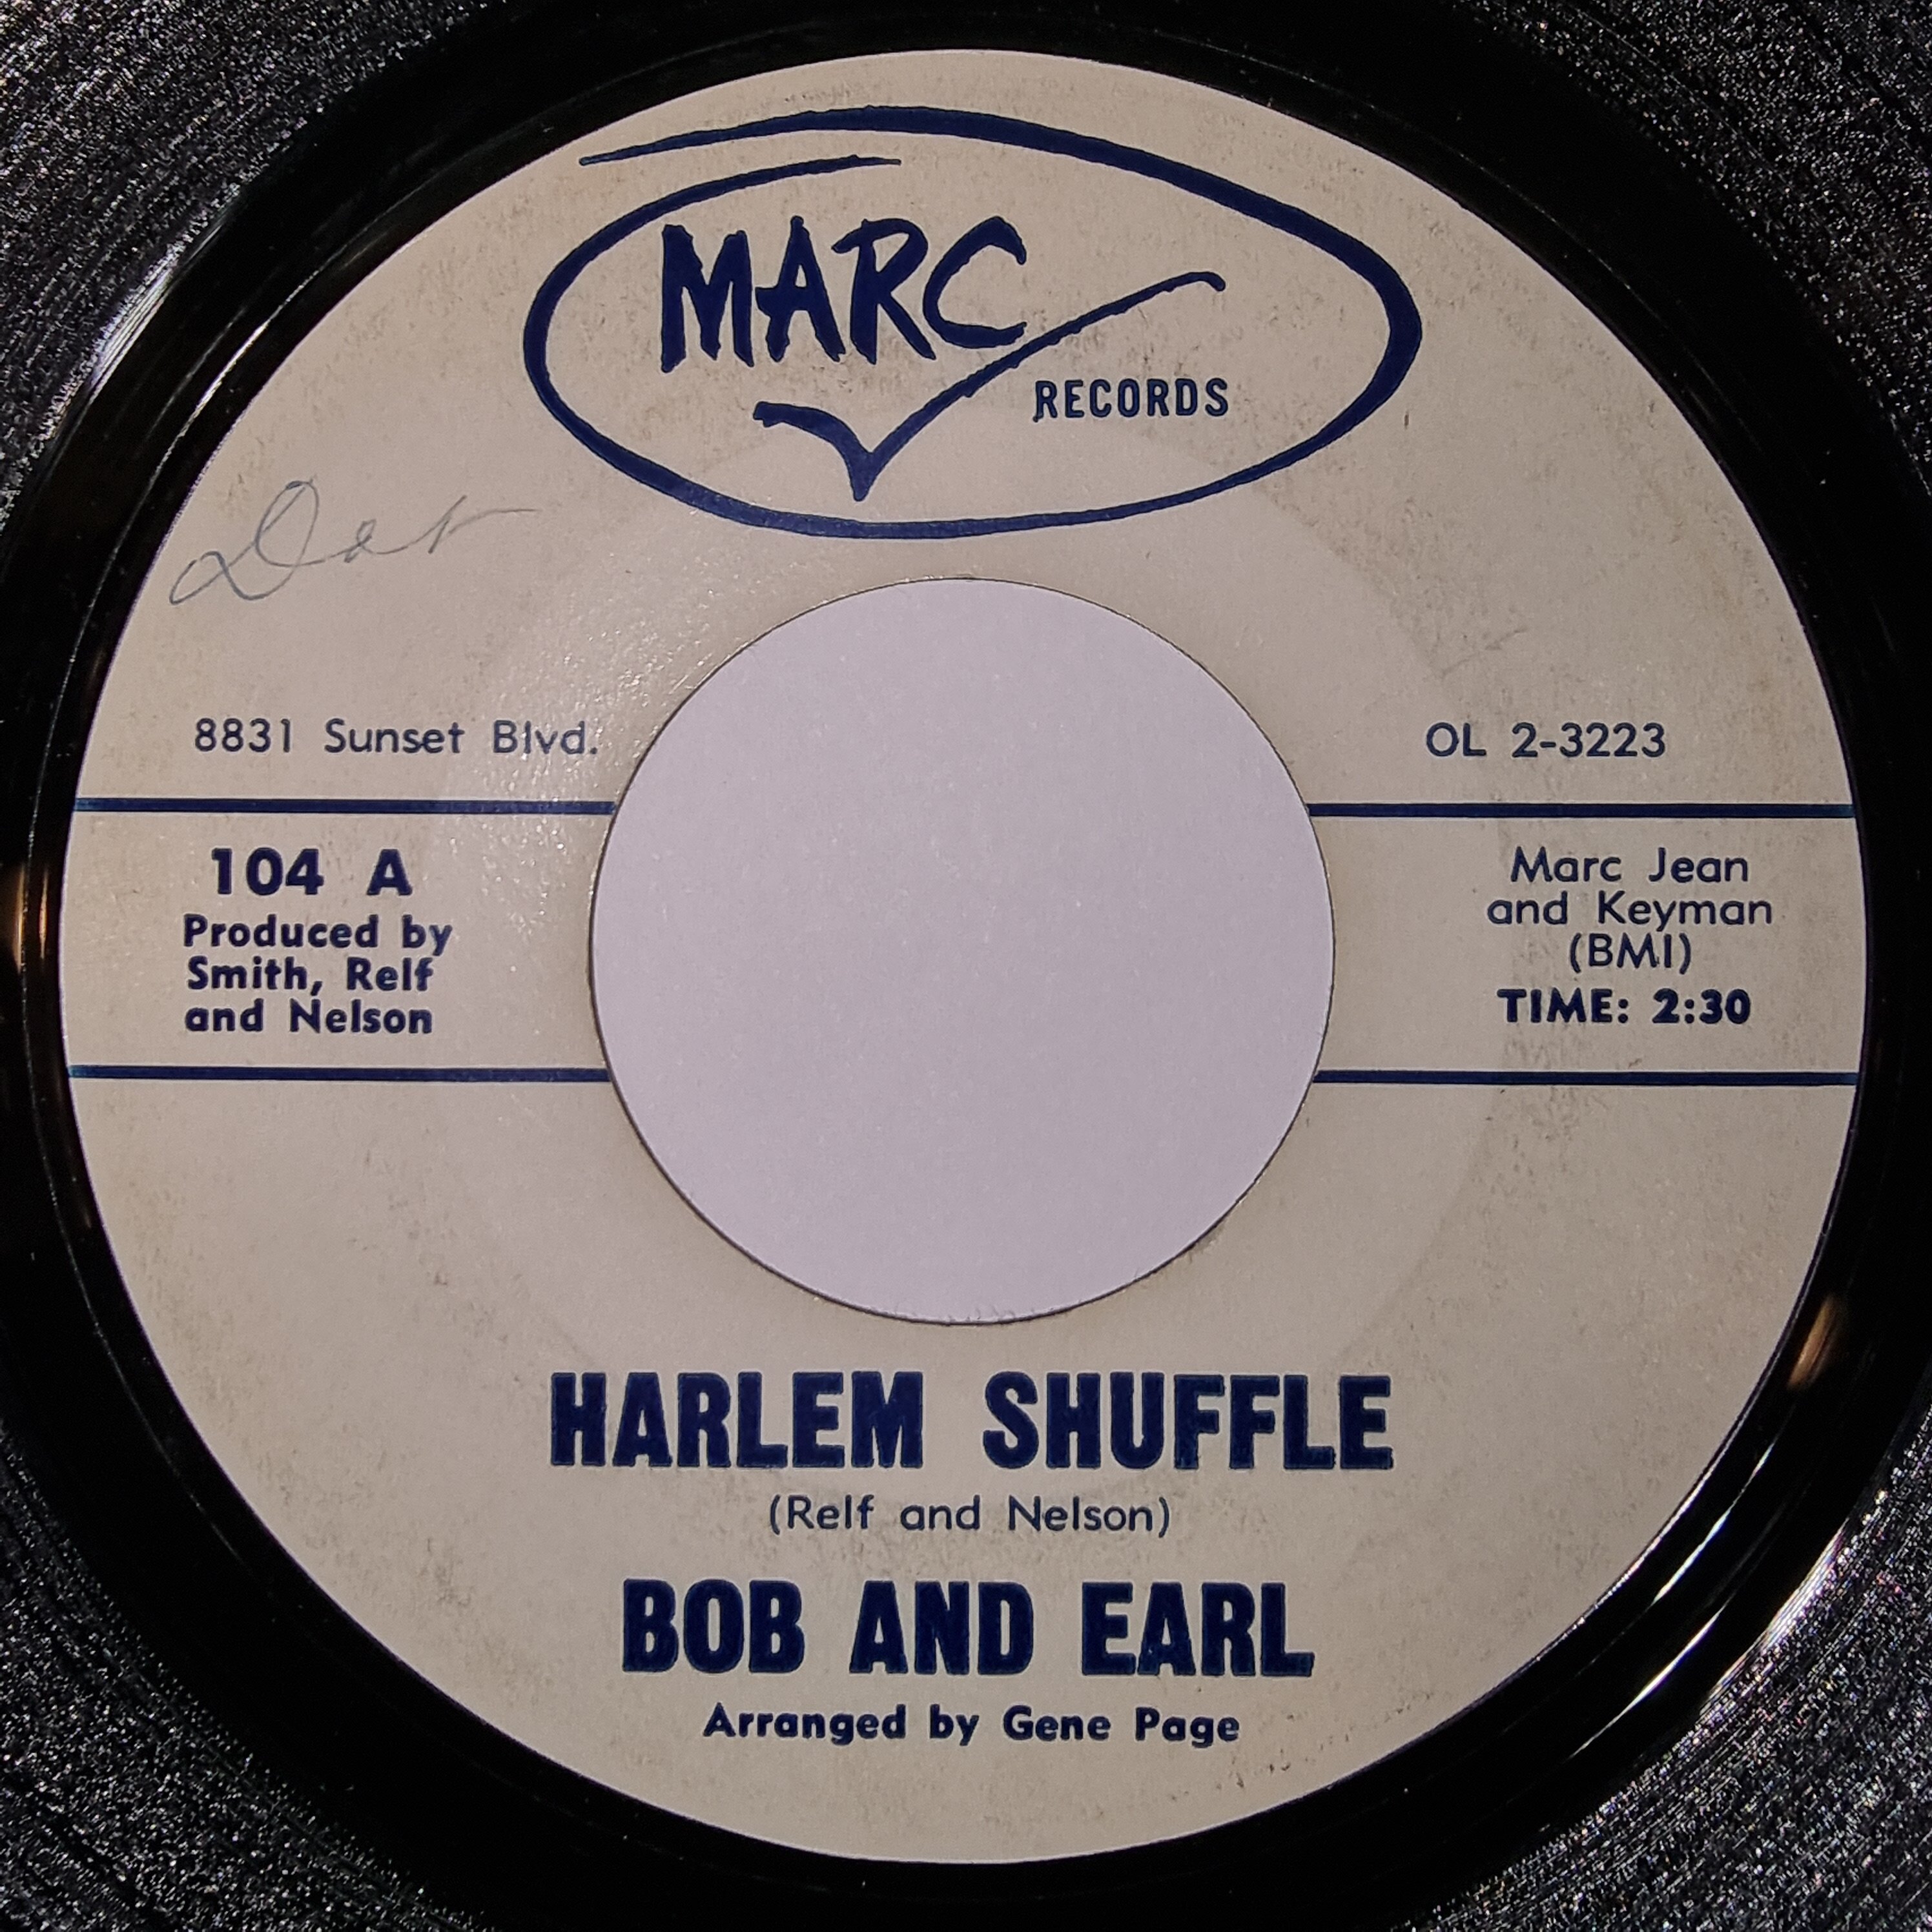 MARC
RECORDS
8831 Sunset Blvd.
OL 2-3223
104 A
Produced by
Smith, Relf
and Nelson
Marc Jean
and Keyman
(BMI)
TIME: 2:30
HARLEM SHUFFLE
(Relf and Nelson)
BOB AND EARL
Arranged by Gene Page